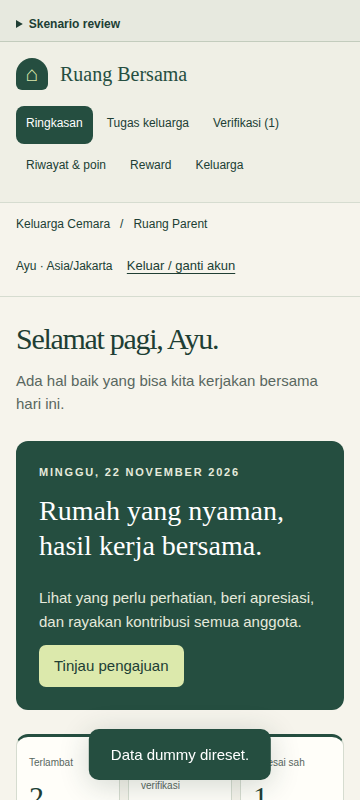 Skenario review
Ruang Bersama
Ringkasan
Tugas keluarga
Verifikasi (1)
Riwayat & poin
Reward
Keluarga
Keluarga Cemara / Ruang Parent
Ayu · Asia/Jakarta
Keluar / ganti akun
Selamat pagi, Ayu.
Ada hal baik yang bisa kita kerjakan bersama
hari ini.
MINGGU, 22 NOVEMBER 2026
Rumah yang nyaman,
hasil kerja bersama.
Lihat yang perlu perhatian, beri apresiasi,
dan rayakan kontribusi semua anggota.
Tinjau pengajuan
Data dummy direset.
Terlambat
2
verifikasi
sah
1